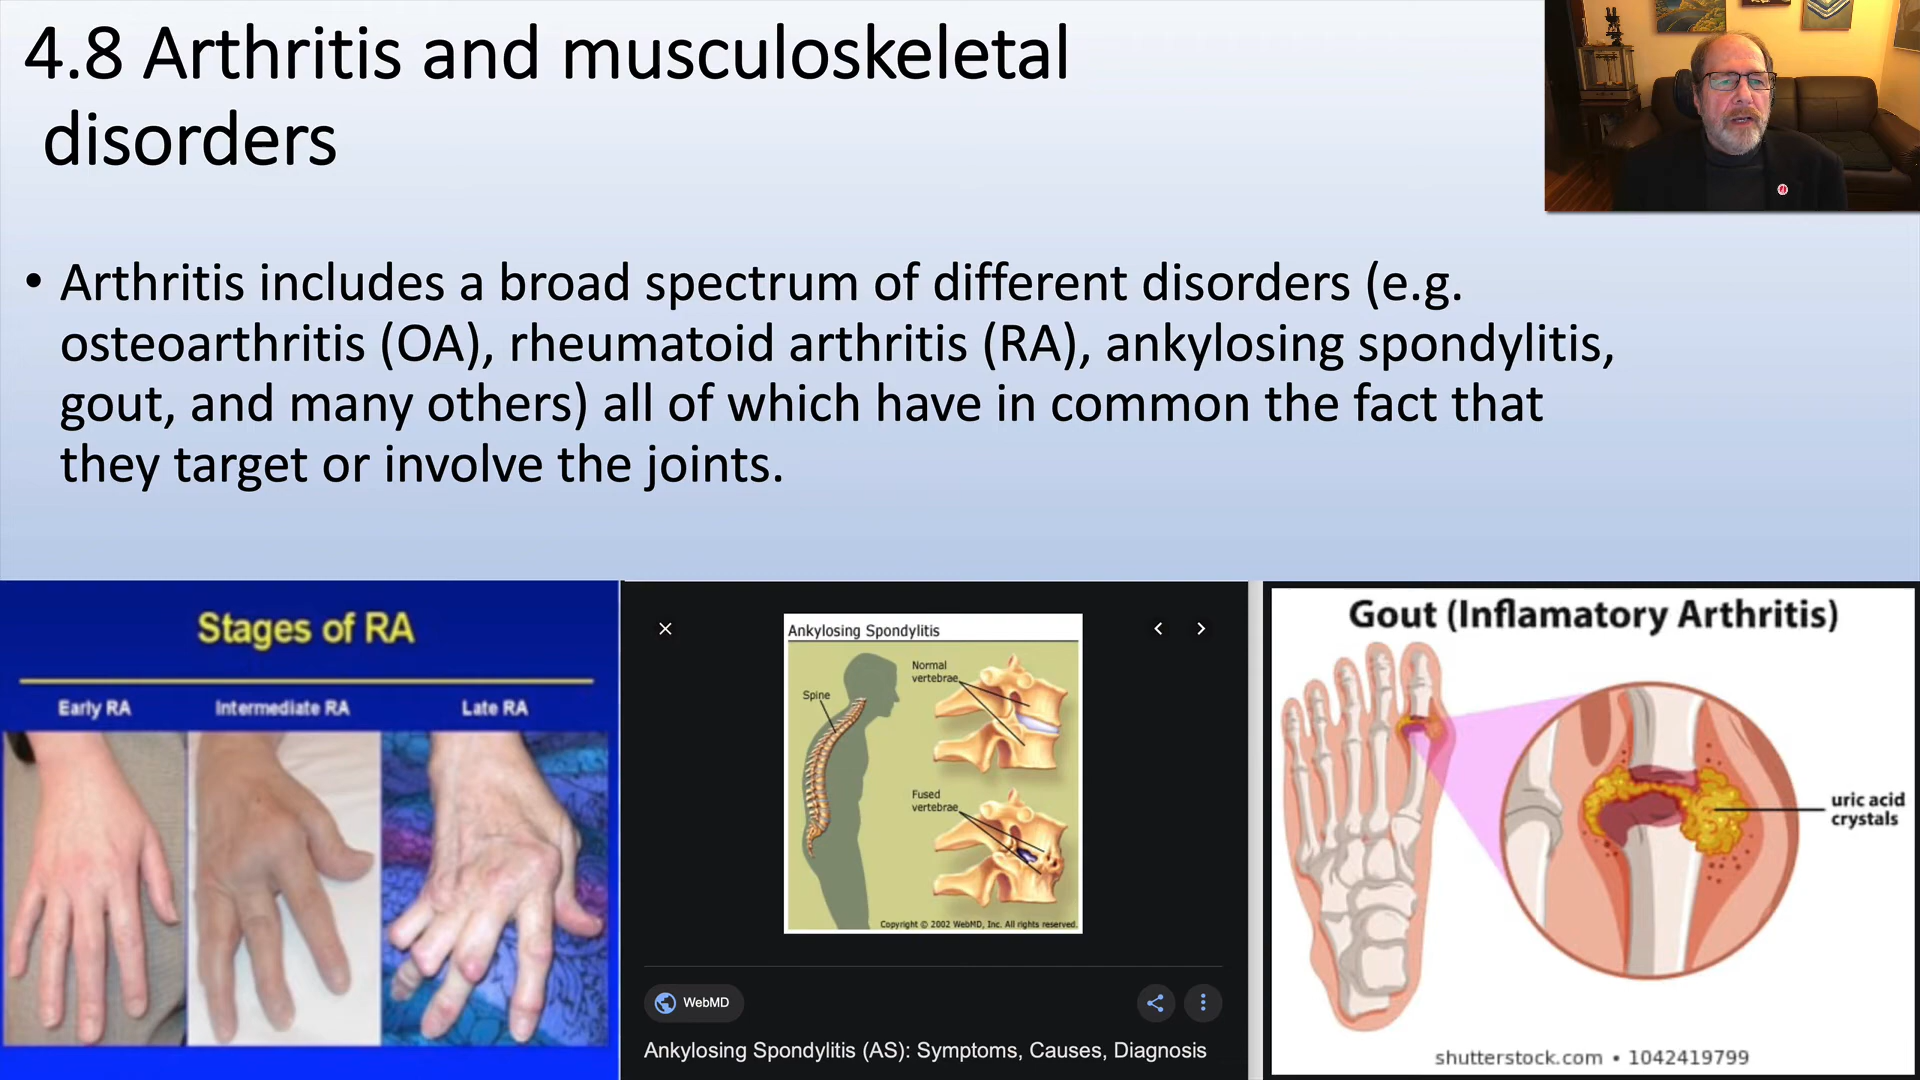 4.8 Arthritis and musculoskeletal
disorders
• Arthritis includes a broad spectrum of different disorders (e.g.
osteoarthritis (OA), rheumatoid arthritis (RA), ankylosing spondylitis,
gout, and many others) all of which have in common the fact that
they target or involve the joints.
Stages of RA
Early RA
Intermediate RA
Late RA
Ankylosing Spondylitis
Spine
Normal
vertebrae
Fused
vertebrae
Copyright © 2002 WebMD, Inc. All rights reserved.
WebMD
Ankylosing Spondylitis (AS): Symptoms, Causes, Diagnosis
Gout (Inflamatory Arthritis)
uric acid
crystals
shutterstock.com • 1042419799